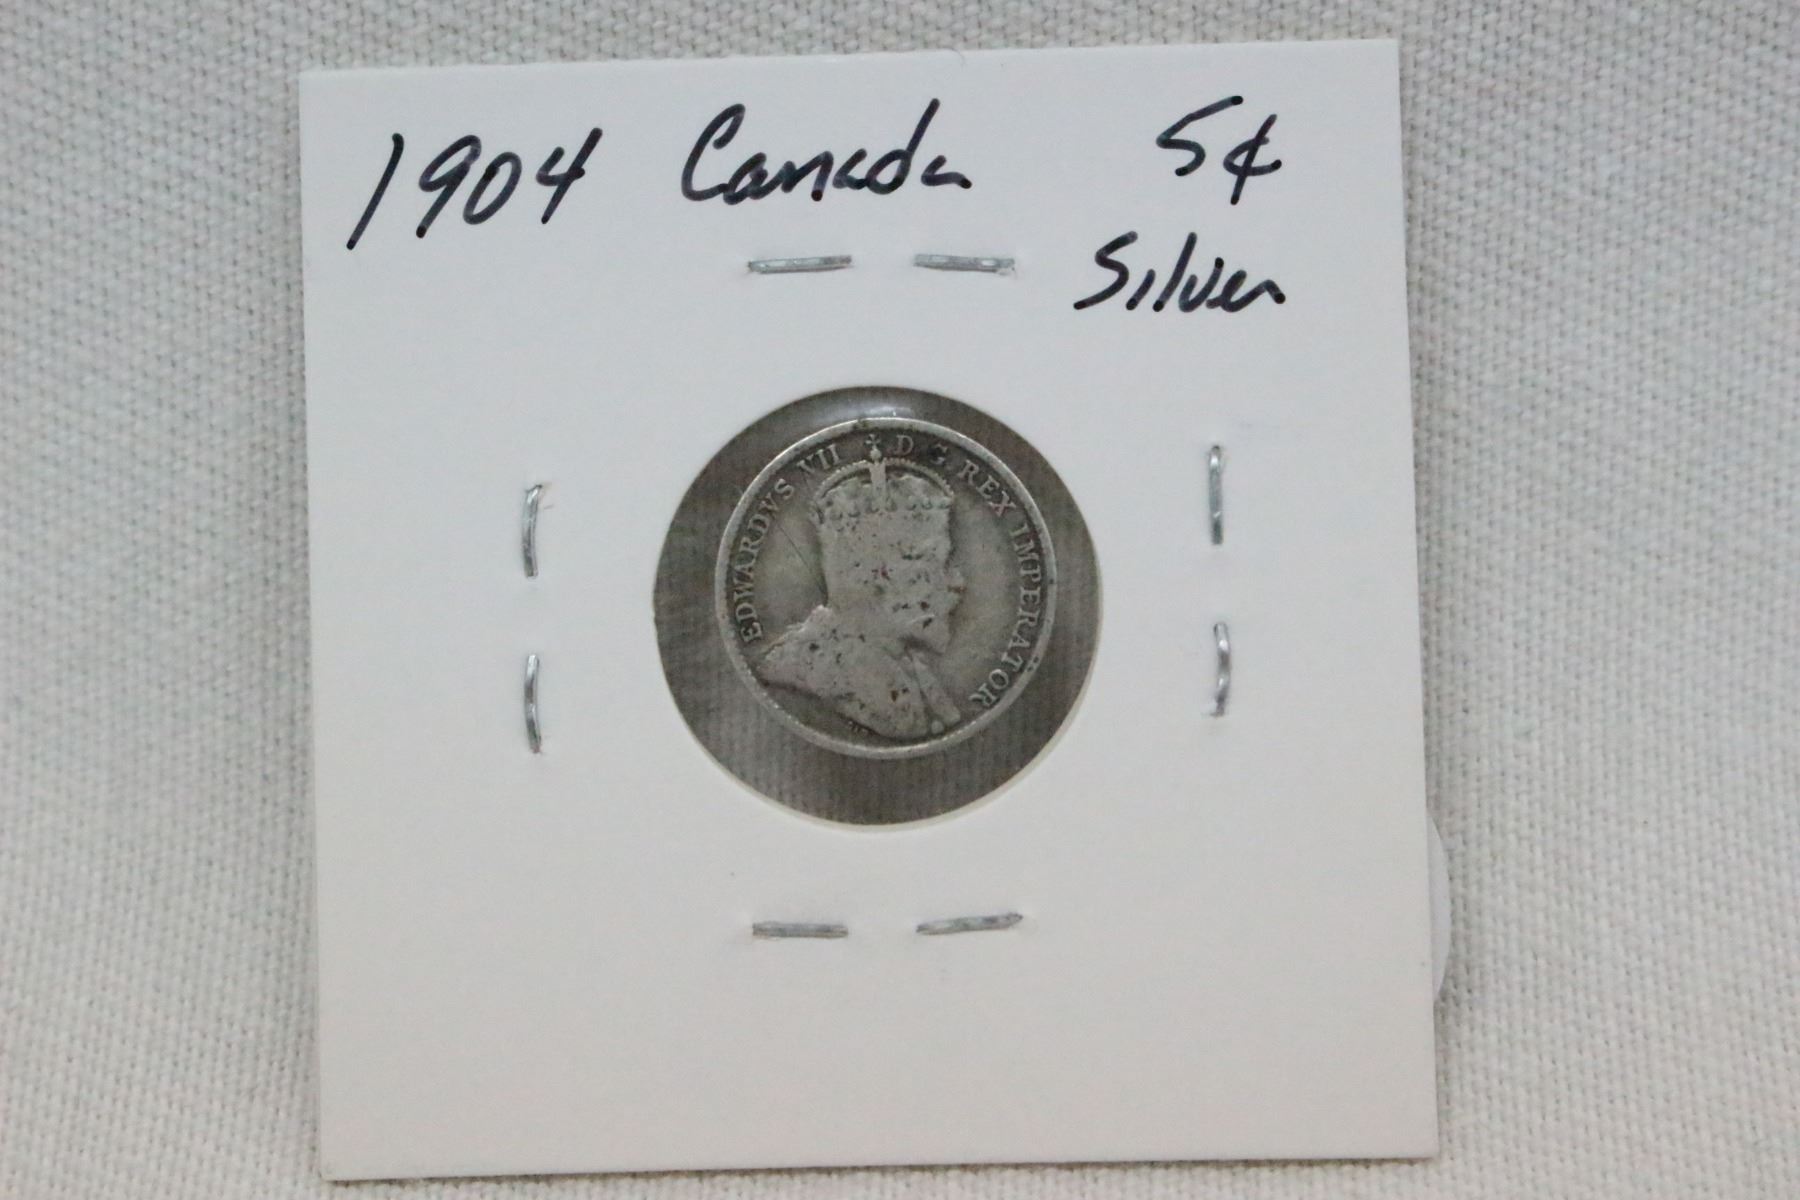 1904 Canada 5¢
Silver
EDWARDVS VII D G REX IMPERATOR